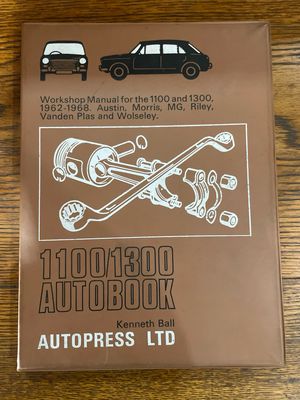 Workshop Manual for the 1100 and 1300,
1962-1968. Austin, Morris, MG, Riley,
Vanden Plas and Wolseley.
1100/1300
AUTOBOOK
Kenneth Ball
AUTOPRESS LTD